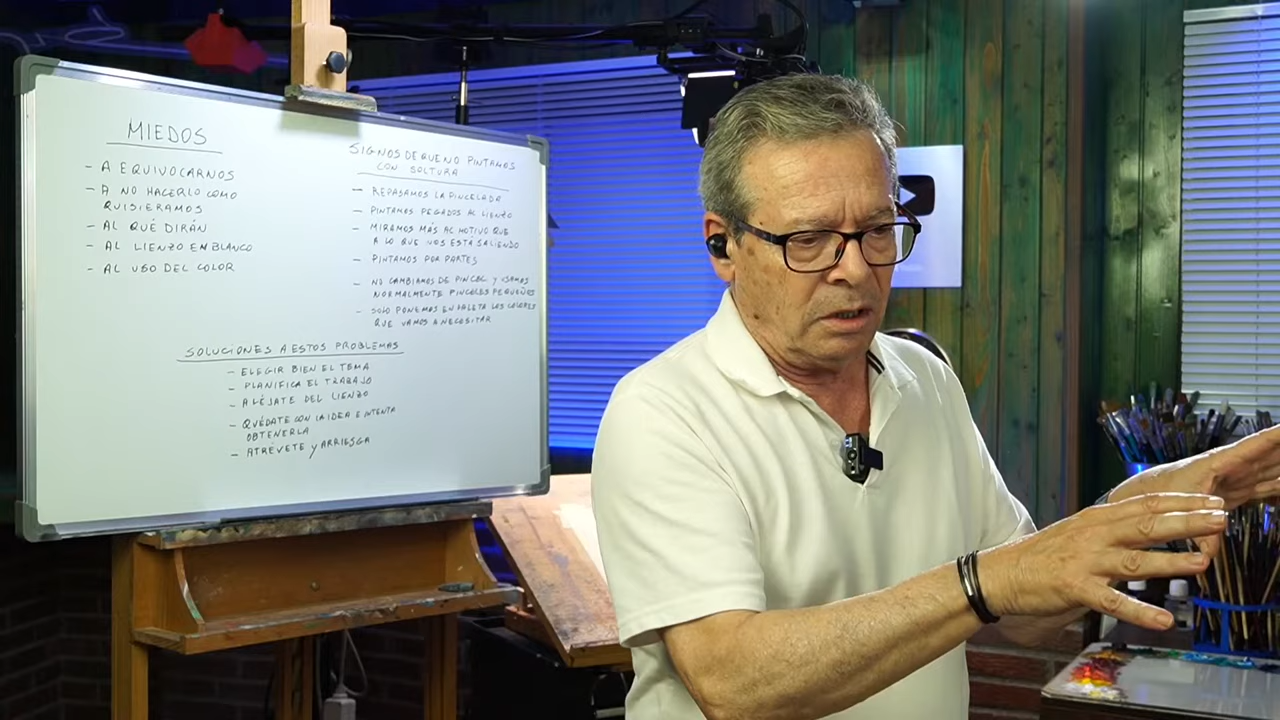 MIEDOS
- A EQUIVOCARNOS
- A NO HACERLO COMO
QUISIERAMOS
- AL QUÉ DIRÁN
- AL LIENZO EN BLANCO
- AL USO DEL COLOR
SIGNOS DE QUE NO PINTAMOS
CON SOLTURA
- REPASAMOS LA PINCELADA
- PINTAMOS PEGADOS AL LIENZO
- MIRAMOS MÁS AL MOTIVO QUE
A LO QUE NOS ESTÁ SALIENDO
- PINTAMOS POR PARTES
- NO CAMBIAMOS DE PINCEL Y USAMAS
NORMALMENTE PINCELES PEQUEÑOS
- SOLO PONEMOS EN PALETA LOS COLORES
QUE VAMOS A NECESITAR
SOLUCIONES A ESTOS PROBLEMAS
- ELEGIR BIEN EL TEMA
- PLANIFICA EL TRABAJO
- ALÉJATE DEL LIENZO
- QUÉDATE CON LA IDEA E INTENTA
OBTENERLA
- ATREVETE Y ARRIESGA